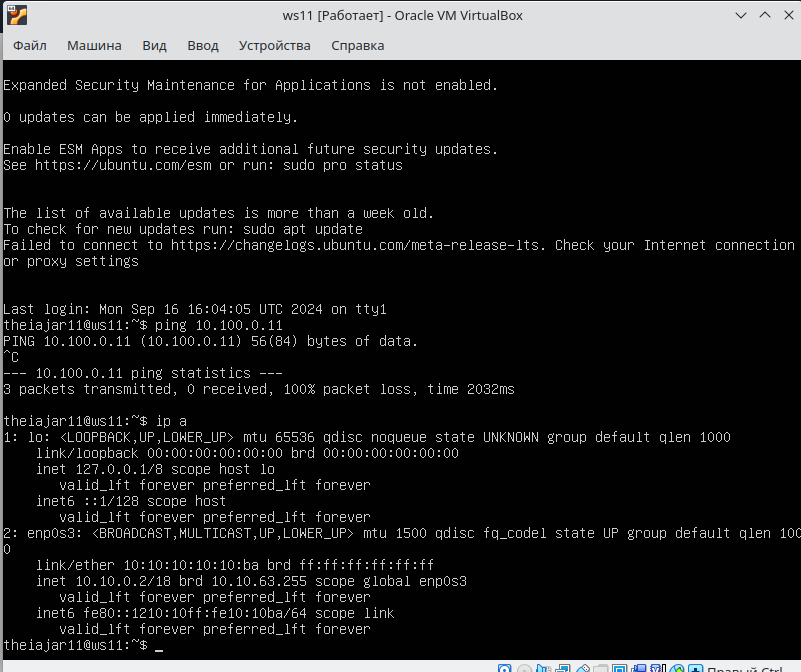 ws11 [Работает] - Oracle VM VirtualBox
Файл Машина Вид Ввод Устройства Справка
Expanded Security Maintenance for Applications is not enabled.
0 updates can be applied immediately.
Enable ESM Apps to receive additional future security updates.
See https://ubuntu.com/esm or run: sudo pro status
The list of available updates is more than a week old.
To check for new updates run: sudo apt update
Failed to connect to https://changelogs.ubuntu.com/meta-release-lts. Check your Internet connection
or proxy settings
Last login: Mon Sep 16 16:04:05 UTC 2024 on tty1
theiajar11@ws11:~$ ping 10.100.0.11
PING 10.100.0.11 (10.100.0.11) 56(84) bytes of data.
^C
--- 10.100.0.11 ping statistics ---
3 packets transmitted, 0 received, 100% packet loss, time 2032ms
theiajar11@ws11:~$ ip a
1: lo: <LOOPBACK,UP,LOWER_UP> mtu 65536 qdisc noqueue state UNKNOWN group default qlen 1000
    link/loopback 00:00:00:00:00:00 brd 00:00:00:00:00:00
    inet 127.0.0.1/8 scope host lo
       valid_lft forever preferred_lft forever
    inet6 ::1/128 scope host
       valid_lft forever preferred_lft forever
2: enp0s3: <BROADCAST,MULTICAST,UP,LOWER_UP> mtu 1500 qdisc fq_codel state UP group default qlen 100
0
    link/ether 10:10:10:10:10:ba brd ff:ff:ff:ff:ff:ff
    inet 10.10.0.2/18 brd 10.10.63.255 scope global enp0s3
       valid_lft forever preferred_lft forever
    inet6 fe80::1210:10ff:fe10:10ba/64 scope link
       valid_lft forever preferred_lft forever
theiajar11@ws11:~$ _
Правый Ctrl